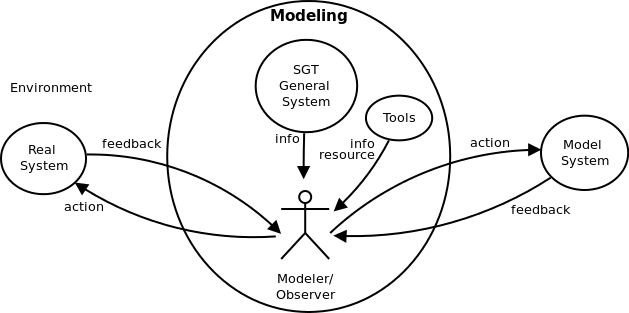 Modeling
SGT
General
System
Environment
Tools
info
feedback
info
resource
action
Real
System
Model
System
action
feedback
Modeler/
Observer